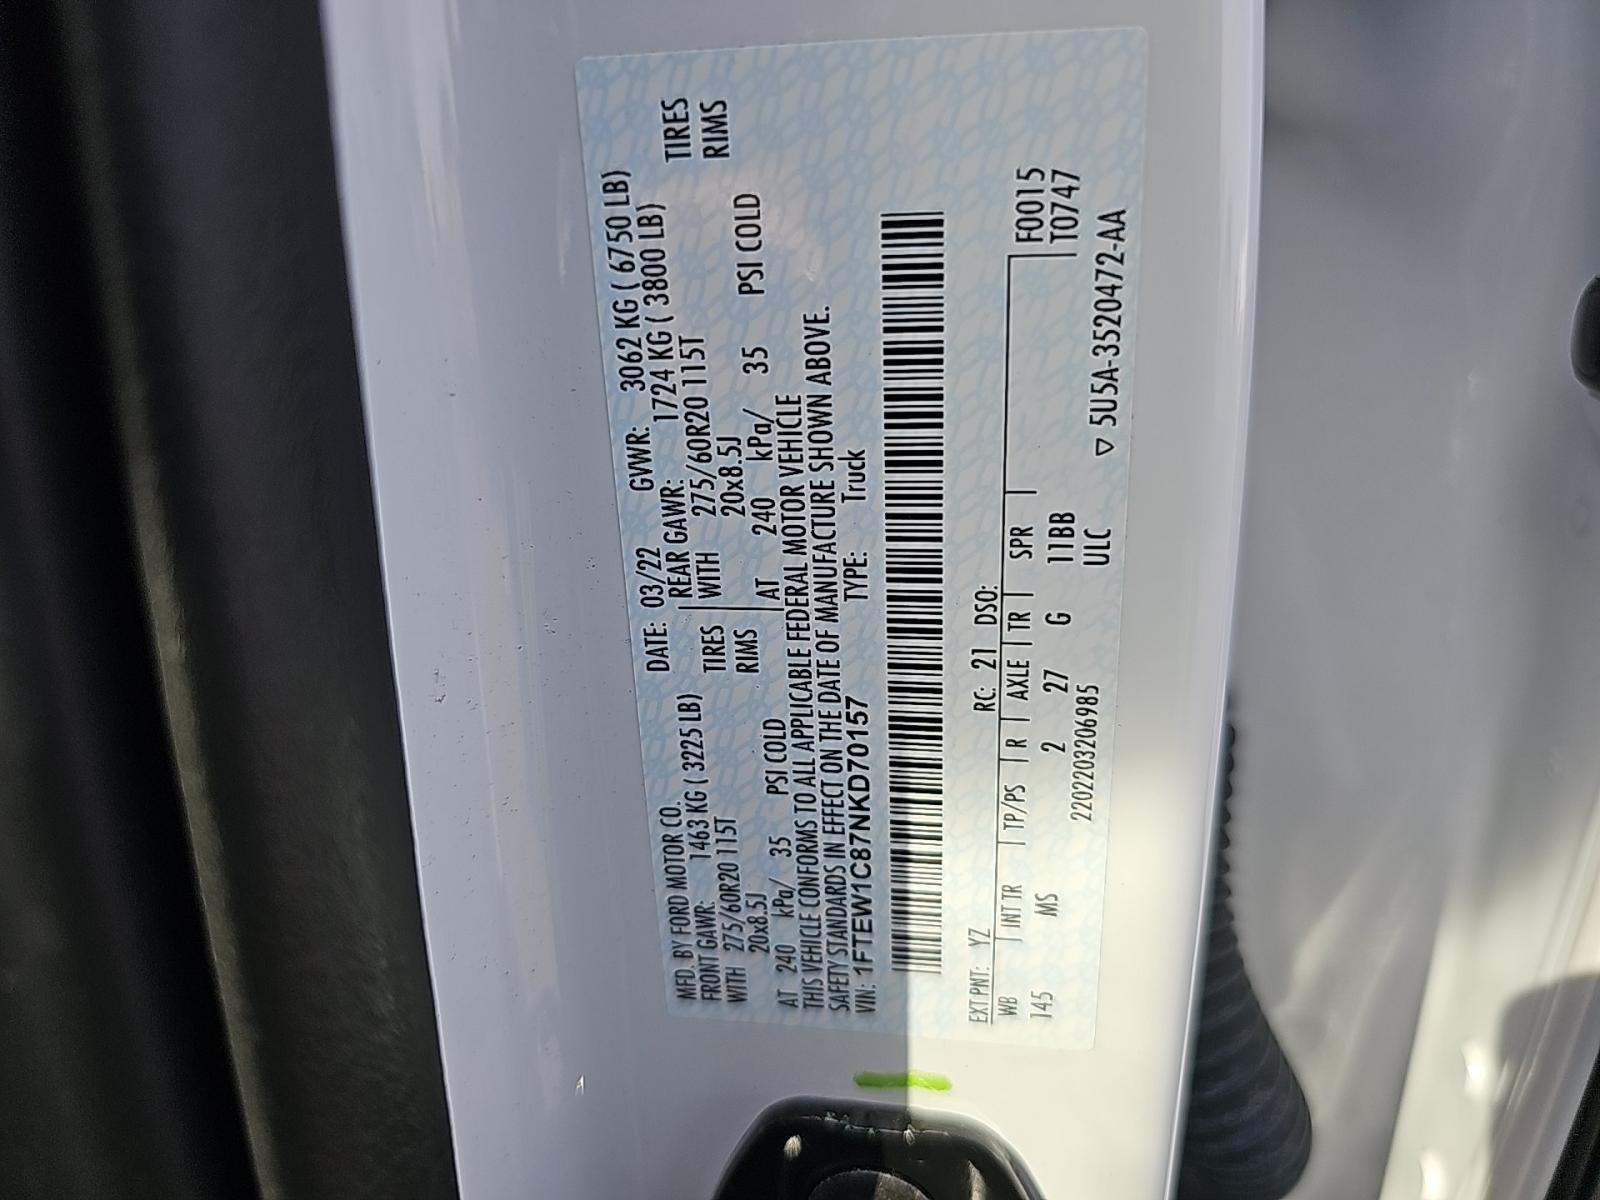 MFD. BY FORD MOTOR CO. DATE: 03/22 GVWR: 3062 KG ( 6750 LB)
FRONT GAWR: 1463 KG ( 3225 LB) REAR GAWR: 1724 KG ( 3800 LB)
WITH 275/60R20 115T TIRES WITH 275/60R20 115T TIRES
20x8.5J RIMS 20x8.5J RIMS
AT 240 kPa/ 35 PSI COLD AT 240 kPa/ 35 PSI COLD
THIS VEHICLE CONFORMS TO ALL APPLICABLE FEDERAL MOTOR VEHICLE
SAFETY STANDARDS IN EFFECT ON THE DATE OF MANUFACTURE SHOWN ABOVE.
VIN: 1FTEW1C87NKD70157 TYPE: Truck
EXT PNT: YZ RC: 21 DSO:
WB INT TR TP/PS R AXLE TR SPR F0015
145 MS 2 27 G 11BB T0747
2202203206985 ULC ▽ 5U5A-3520472-AA